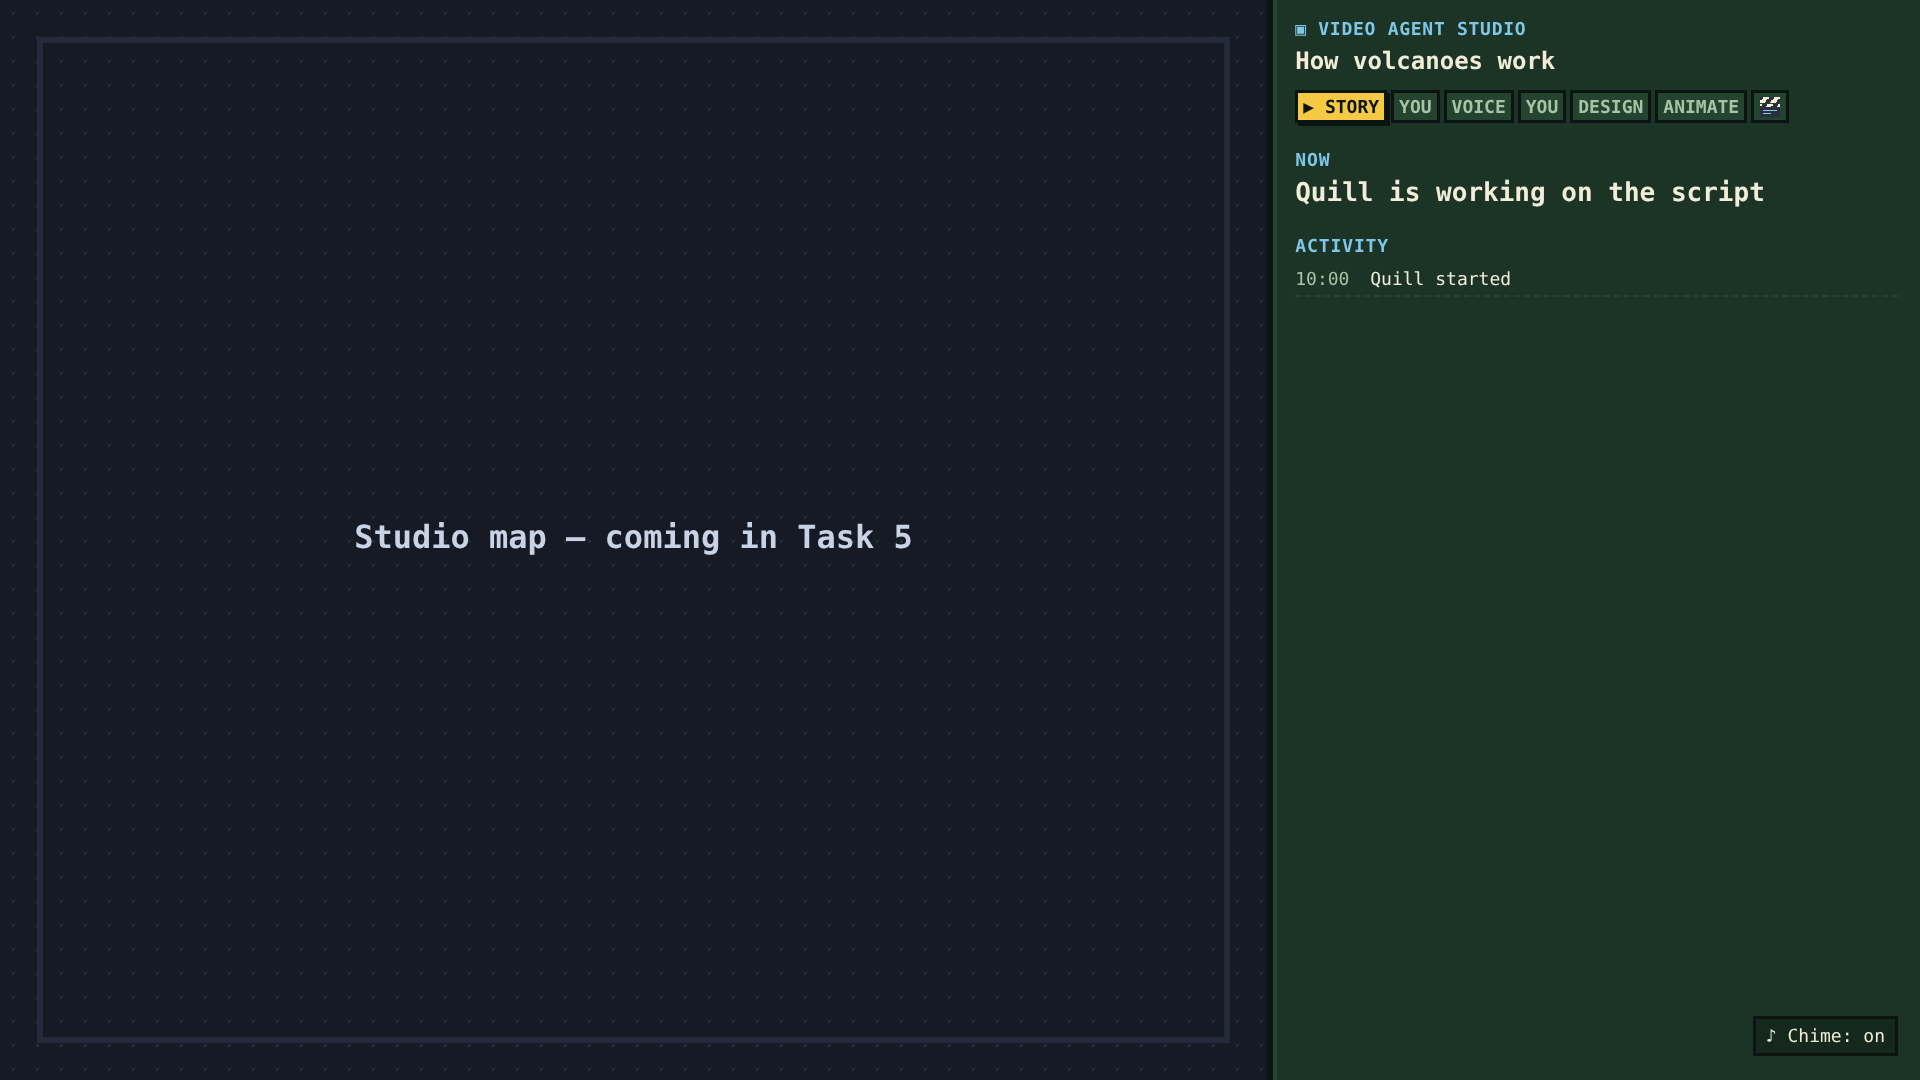 Studio map — coming in Task 5
▣ VIDEO AGENT STUDIO
How volcanoes work
▶ STORY YOU VOICE YOU DESIGN ANIMATE 🎬
NOW
Quill is working on the script
ACTIVITY
10:00 Quill started
♪ Chime: on